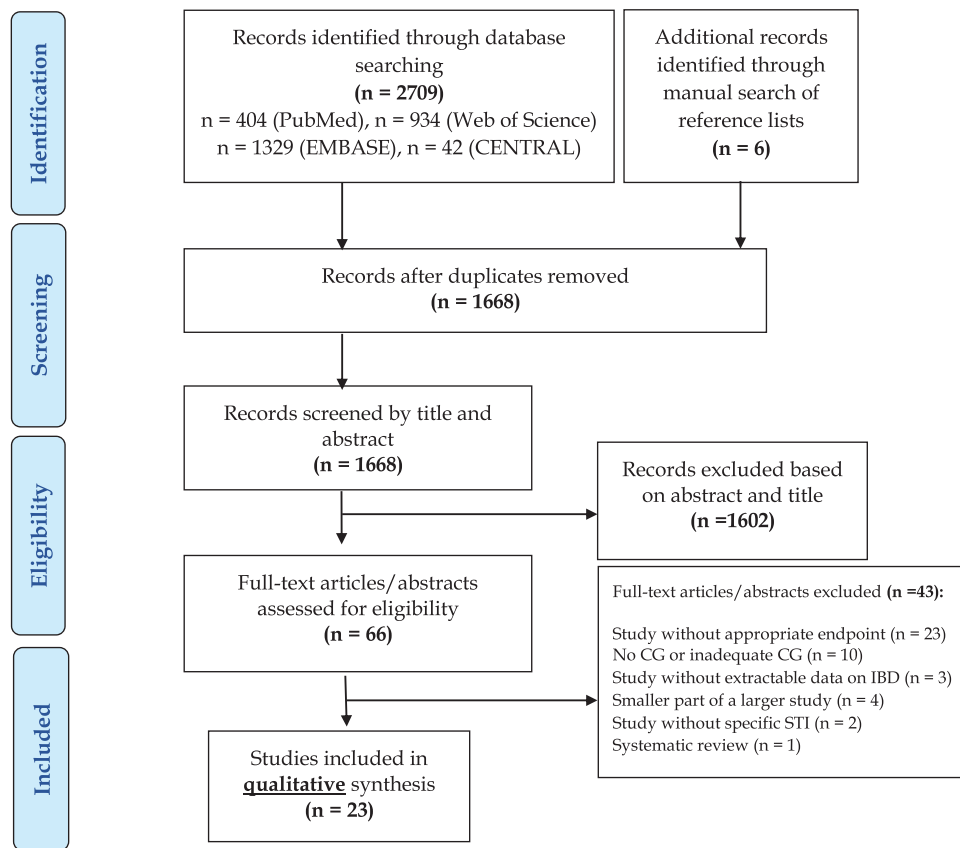 Identification
Records identified through database
searching
(n = 2709)
n = 404 (PubMed), n = 934 (Web of Science)
n = 1329 (EMBASE), n = 42 (CENTRAL)
Additional records
identified through
manual search of
reference lists
(n = 6)
Screening
Records after duplicates removed
(n = 1668)
Records screened by title and
abstract
(n = 1668)
Eligibility
Records excluded based
on abstract and title
(n =1602)
Full-text articles/abstracts
assessed for eligibility
(n = 66)
Full-text articles/abstracts excluded (n =43):
Study without appropriate endpoint (n = 23)
No CG or inadequate CG (n = 10)
Study without extractable data on IBD (n = 3)
Smaller part of a larger study (n = 4)
Study without specific STI (n = 2)
Systematic review (n = 1)
Included
Studies included in
qualitative synthesis
(n = 23)